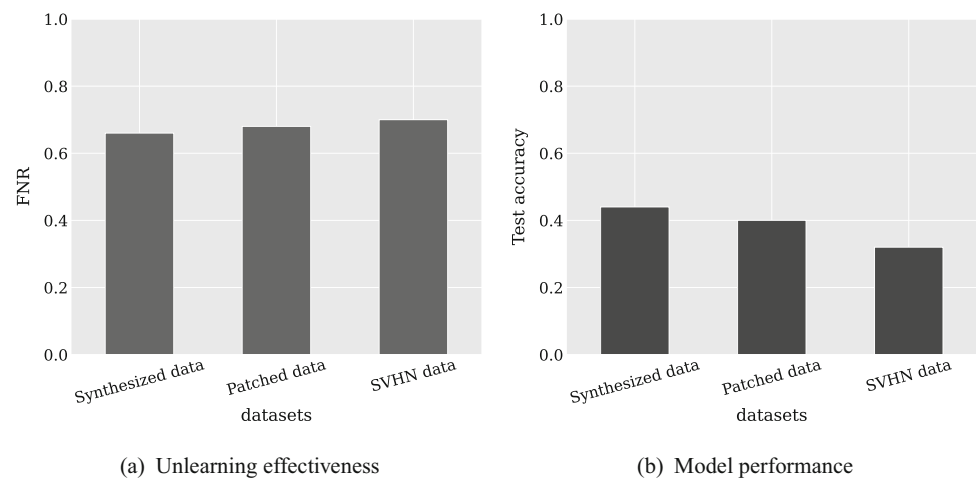 1.0
0.8
0.6
0.4
0.2
0.0
FNR
Synthesized data
Patched data
SVHN data
datasets
(a) Unlearning effectiveness
1.0
0.8
0.6
0.4
0.2
0.0
Test accuracy
Synthesized data
Patched data
SVHN data
datasets
(b) Model performance